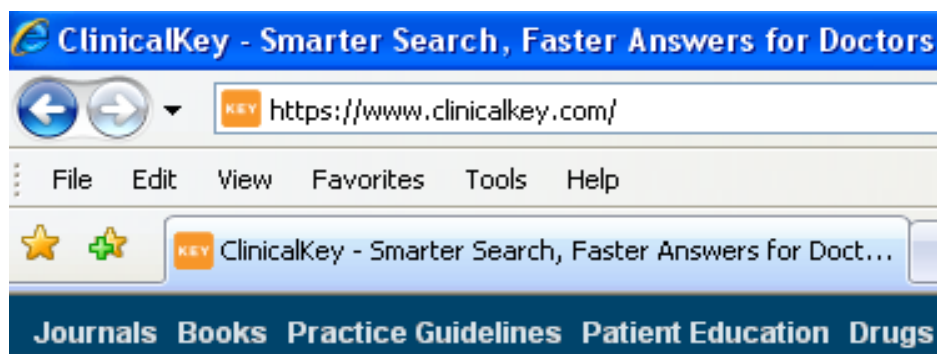 ClinicalKey - Smarter Search, Faster Answers for Doctors
KEY https://www.clinicalkey.com/
File Edit View Favorites Tools Help
KEY ClinicalKey - Smarter Search, Faster Answers for Doct...
Journals Books Practice Guidelines Patient Education Drugs